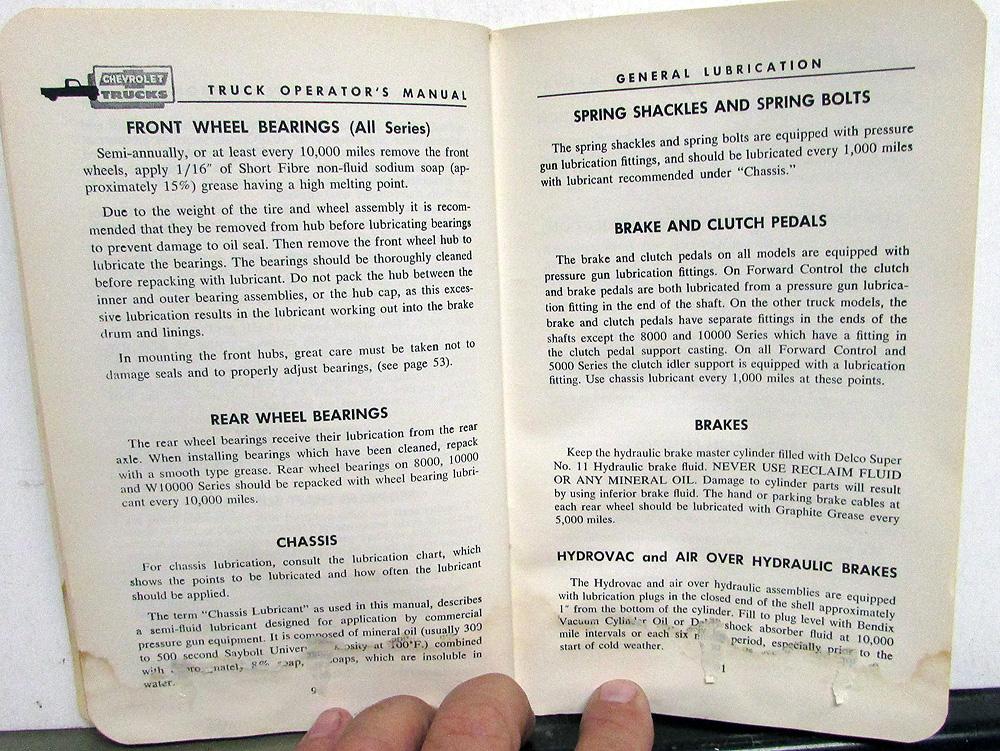 CHEVROLET
TRUCKS
TRUCK OPERATOR'S MANUAL
FRONT WHEEL BEARINGS (All Series)
Semi-annually, or at least every 10,000 miles remove the front
wheels, apply 1/16" of Short Fibre non-fluid sodium soap (ap-
proximately 15%) grease having a high melting point.
Due to the weight of the tire and wheel assembly it is recom-
mended that they be removed from hub before lubricating bearings
to prevent damage to oil seal. Then remove the front wheel hub to
lubricate the bearings. The bearings should be thoroughly cleaned
before repacking with lubricant. Do not pack the hub between the
inner and outer bearing assemblies, or the hub cap, as this exces-
sive lubrication results in the lubricant working out into the brake
drum and linings.
In mounting the front hubs, great care must be taken not to
damage seals and to properly adjust bearings, (see page 53).
REAR WHEEL BEARINGS
The rear wheel bearings receive their lubrication from the rear
axle. When installing bearings which have been cleaned, repack
with a smooth type grease. Rear wheel bearings on 8000, 10000
and W10000 Series should be repacked with wheel bearing lubri-
cant every 10,000 miles.
CHASSIS
For chassis lubrication, consult the lubrication chart, which
shows the points to be lubricated and how often the lubricant
should be applied.
The term "Chassis Lubricant" as used in this manual, describes
a semi-fluid lubricant designed for application by commercial
pressure gun equipment. It is composed of mineral oil (usually 300
to 500 second Saybolt at 100°F.) combined
with 8% which are insoluble in
water.
9
GENERAL LUBRICATION
SPRING SHACKLES AND SPRING BOLTS
The spring shackles and spring bolts are equipped with pressure
gun lubrication fittings, and should be lubricated every 1,000 miles
with lubricant recommended under "Chassis."
BRAKE AND CLUTCH PEDALS
The brake and clutch pedals on all models are equipped with
pressure gun lubrication fittings. On Forward Control the clutch
and brake pedals are both lubricated from a pressure gun lubrica-
tion fitting in the end of the shaft. On the other truck models, the
brake and clutch pedals have separate fittings in the ends of the
shafts except the 8000 and 10000 Series which have a fitting in
the clutch pedal support casting. On all Forward Control and
5000 Series the clutch idler support is equipped with a lubrication
fitting. Use chassis lubricant every 1,000 miles at these points.
BRAKES
Keep the hydraulic brake master cylinder filled with Delco Super
No. 11 Hydraulic brake fluid. NEVER USE RECLAIM FLUID
OR ANY MINERAL OIL. Damage to cylinder parts will result
by using inferior brake fluid. The hand or parking brake cables at
each rear wheel should be lubricated with Graphite Grease every
5,000 miles.
HYDROVAC and AIR OVER HYDRAULIC BRAKES
The Hydrovac and air over hydraulic assemblies are equipped
with lubrication plugs in the closed end of the shell approximately
1" from the bottom of the cylinder. Fill to plug level with Bendix
Vacuum Cylinder Oil or shock absorber fluid at 10,000
mile intervals or each six period, especially prior to the
start of cold weather.
1